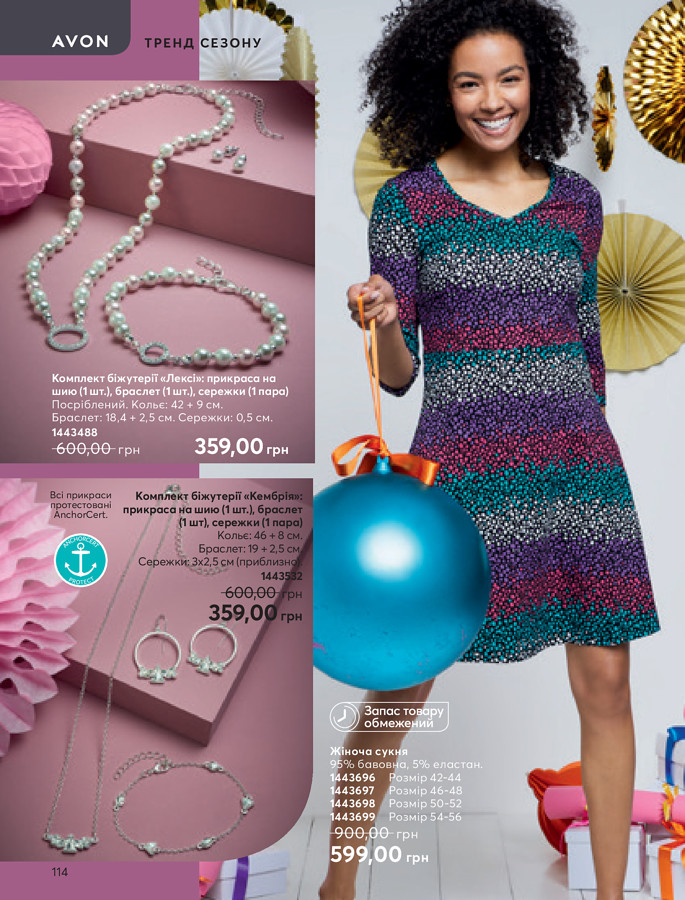 AVON
ТРЕНД СЕЗОНУ
Комплект біжутерії «Лексі»: прикраса на
шию (1 шт.), браслет (1 шт.), сережки (1 пара)
Посріблений. Кольє: 42 + 9 см.
Браслет: 18,4 + 2,5 см. Сережки: 0,5 см.
1443488
600,00 грн
359,00 грн
Всі прикраси
протестовані
AnchorCert.
ANCHORCERT
PROTECT
Комплект біжутерії «Кембрія»:
прикраса на шию (1 шт.), браслет
(1 шт), сережки (1 пара)
Кольє: 46 + 8 см.
Браслет: 19 + 2,5 см.
Сережки: 3x2,5 см (приблизно).
1443532
600,00 грн
359,00 грн
Запас товару
обмежений
Жіноча сукня
95% бавовна, 5% еластан.
1443696 Розмір 42-44
1443697 Розмір 46-48
1443698 Розмір 50-52
1443699 Розмір 54-56
900,00 грн
599,00 грн
114